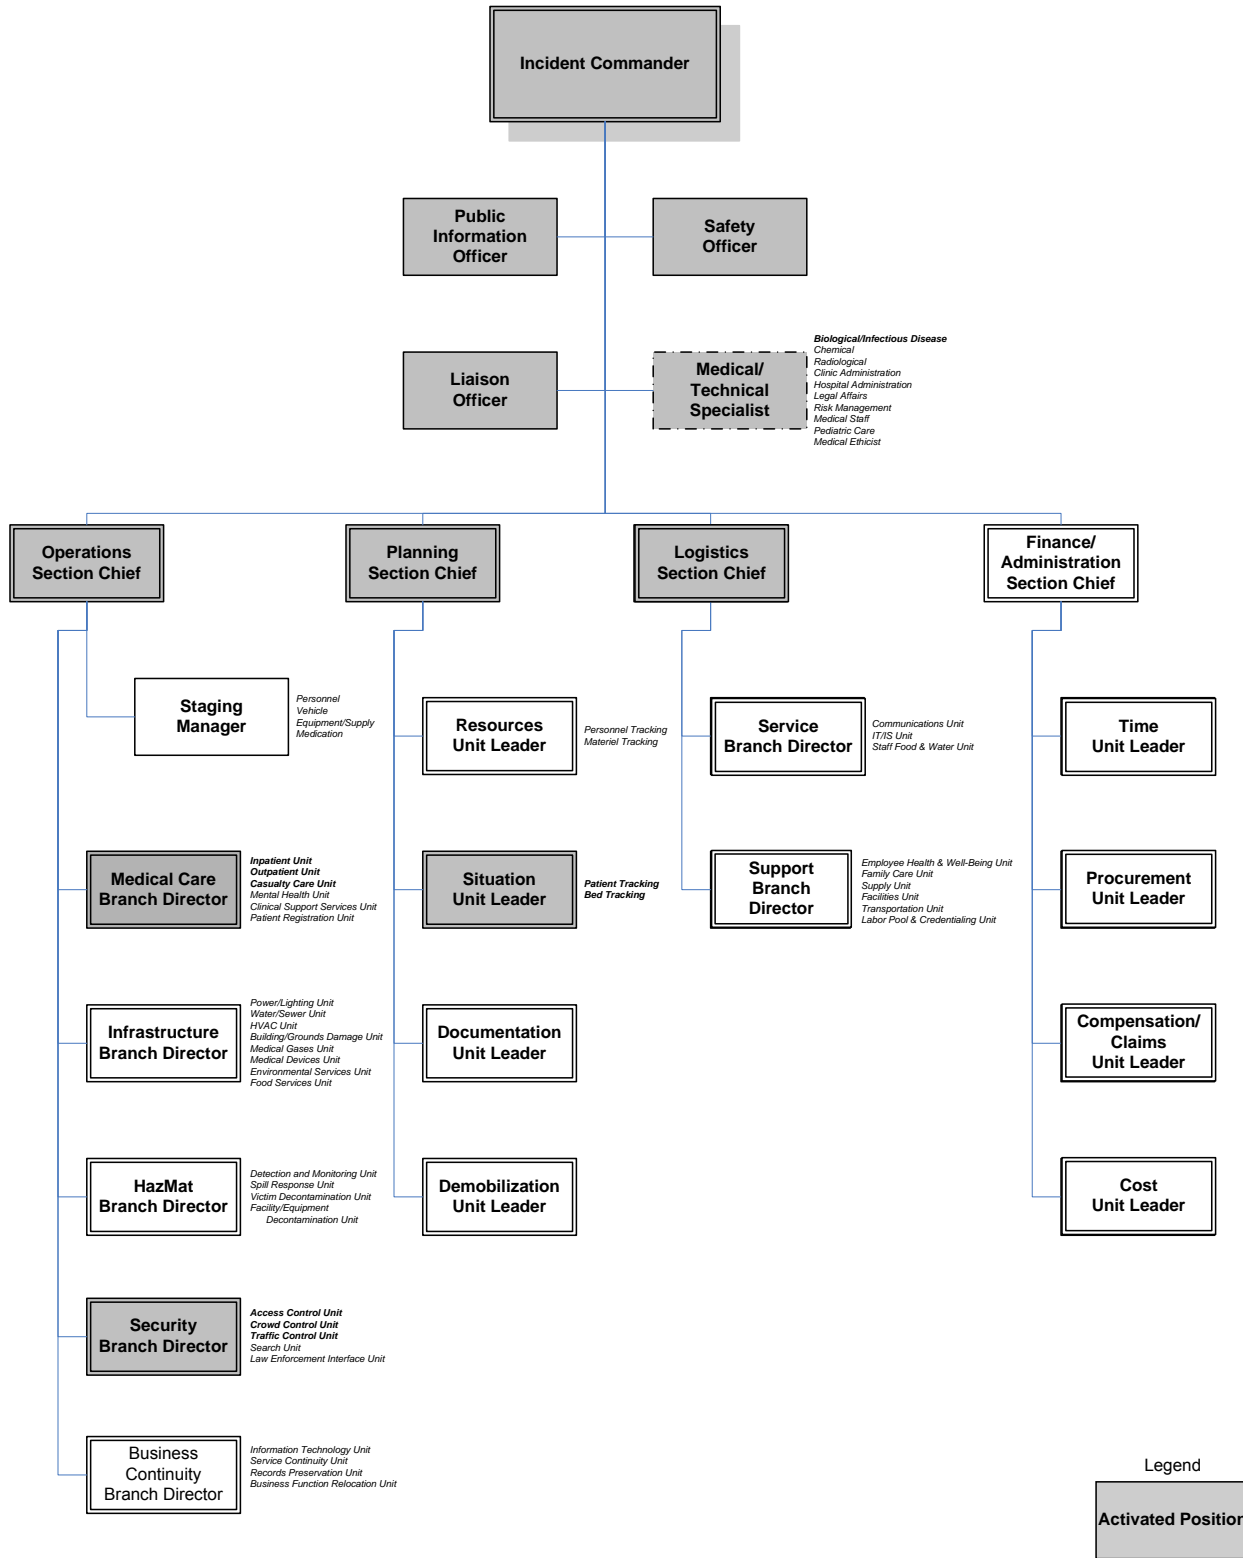 Incident Commander
Public
Information
Officer
Safety
Officer
Liaison
Officer
Medical/
Technical
Specialist
Biological/Infectious Disease
Chemical
Radiological
Clinic Administration
Hospital Administration
Legal Affairs
Risk Management
Medical Staff
Pediatric Care
Medical Ethicist
Operations
Section Chief
Planning
Section Chief
Logistics
Section Chief
Finance/
Administration
Section Chief
Staging
Manager
Personnel
Vehicle
Equipment/Supply
Medication
Resources
Unit Leader
Personnel Tracking
Materiel Tracking
Service
Branch Director
Communications Unit
IT/IS Unit
Staff Food & Water Unit
Time
Unit Leader
Medical Care
Branch Director
Inpatient Unit
Outpatient Unit
Casualty Care Unit
Mental Health Unit
Clinical Support Services Unit
Patient Registration Unit
Situation
Unit Leader
Patient Tracking
Bed Tracking
Support
Branch
Director
Employee Health & Well-Being Unit
Family Care Unit
Supply Unit
Facilities Unit
Transportation Unit
Labor Pool & Credentialing Unit
Procurement
Unit Leader
Infrastructure
Branch Director
Power/Lighting Unit
Water/Sewer Unit
HVAC Unit
Building/Grounds Damage Unit
Medical Gases Unit
Medical Devices Unit
Environmental Services Unit
Food Services Unit
Documentation
Unit Leader
Compensation/
Claims
Unit Leader
HazMat
Branch Director
Detection and Monitoring Unit
Spill Response Unit
Victim Decontamination Unit
Facility/Equipment
Decontamination Unit
Demobilization
Unit Leader
Cost
Unit Leader
Security
Branch Director
Access Control Unit
Crowd Control Unit
Traffic Control Unit
Search Unit
Law Enforcement Interface Unit
Business
Continuity
Branch Director
Information Technology Unit
Service Continuity Unit
Records Preservation Unit
Business Function Relocation Unit
Legend
Activated Position